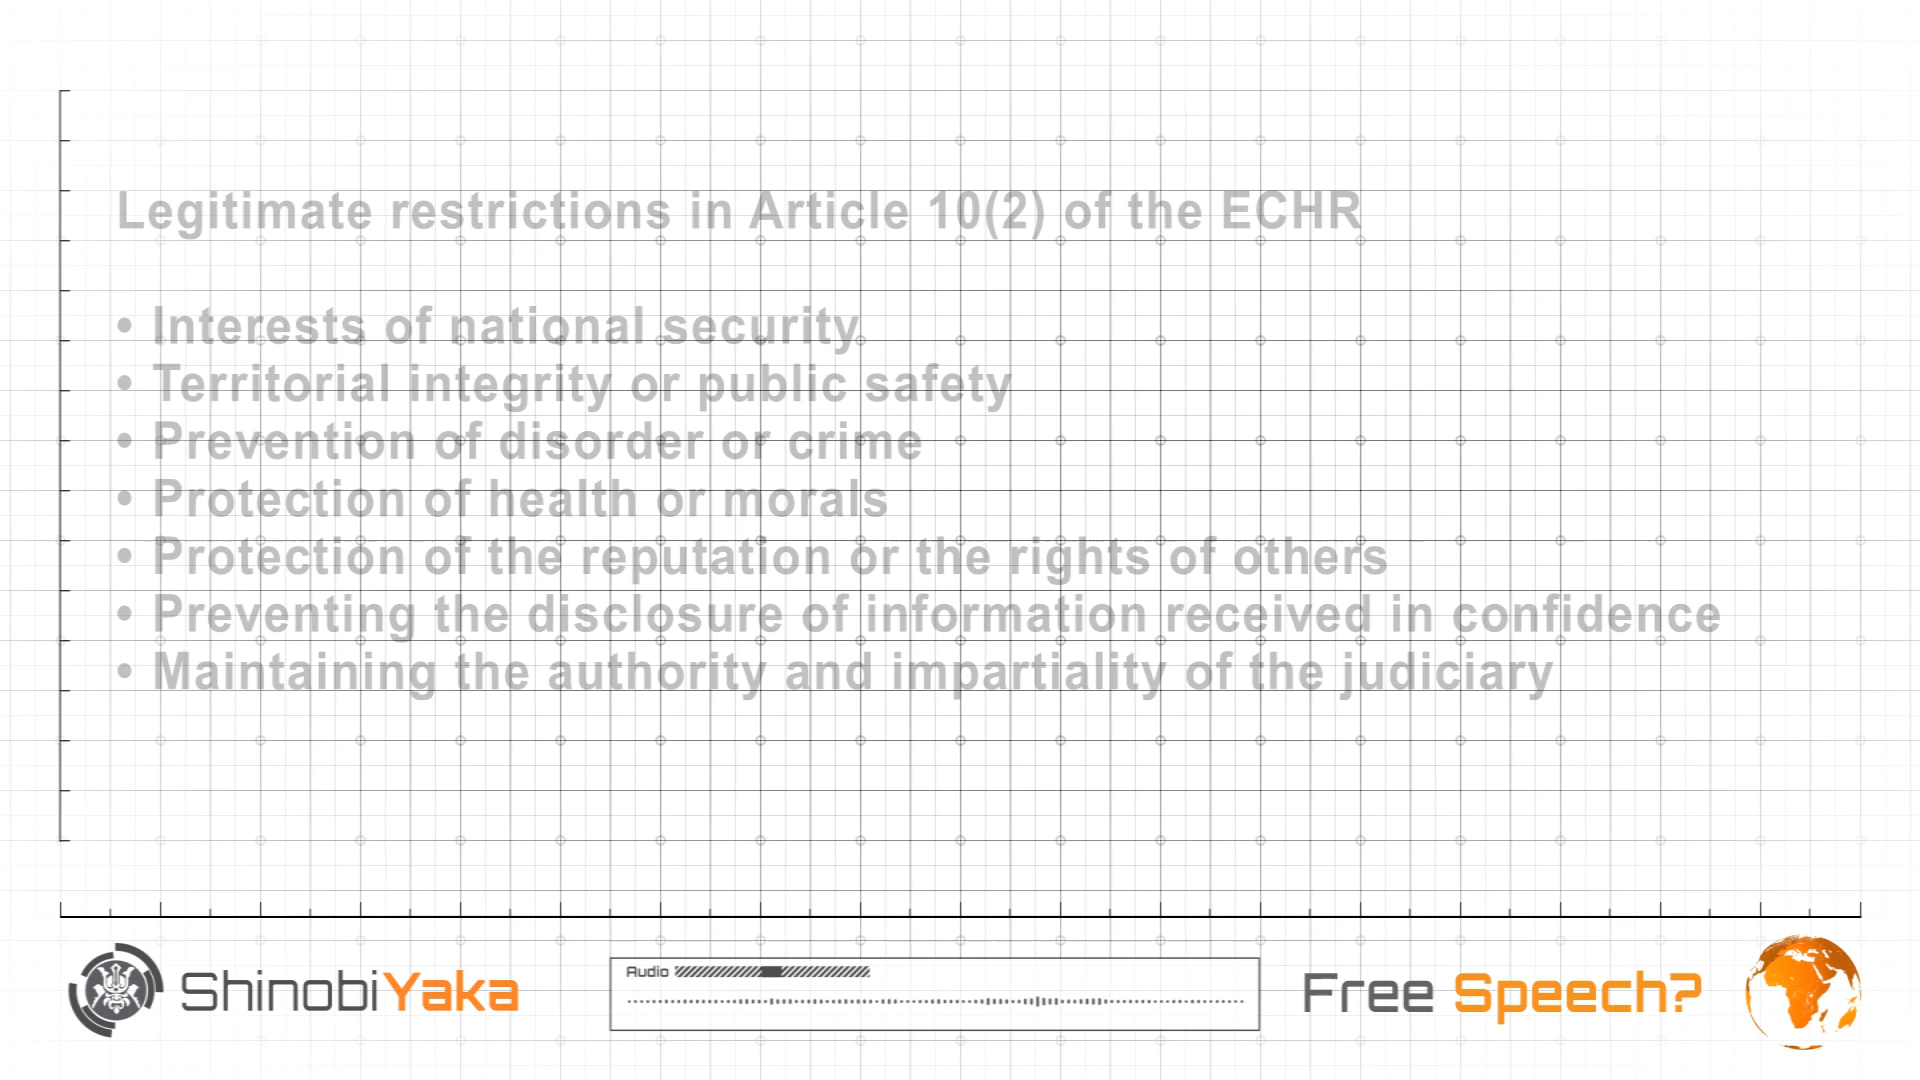 Legitimate restrictions in Article 10(2) of the ECHR
• Interests of national security
• Territorial integrity or public safety
• Prevention of disorder or crime
• Protection of health or morals
• Protection of the reputation or the rights of others
• Preventing the disclosure of information received in confidence
• Maintaining the authority and impartiality of the judiciary
ShinobiYaka
Audio
Free Speech?